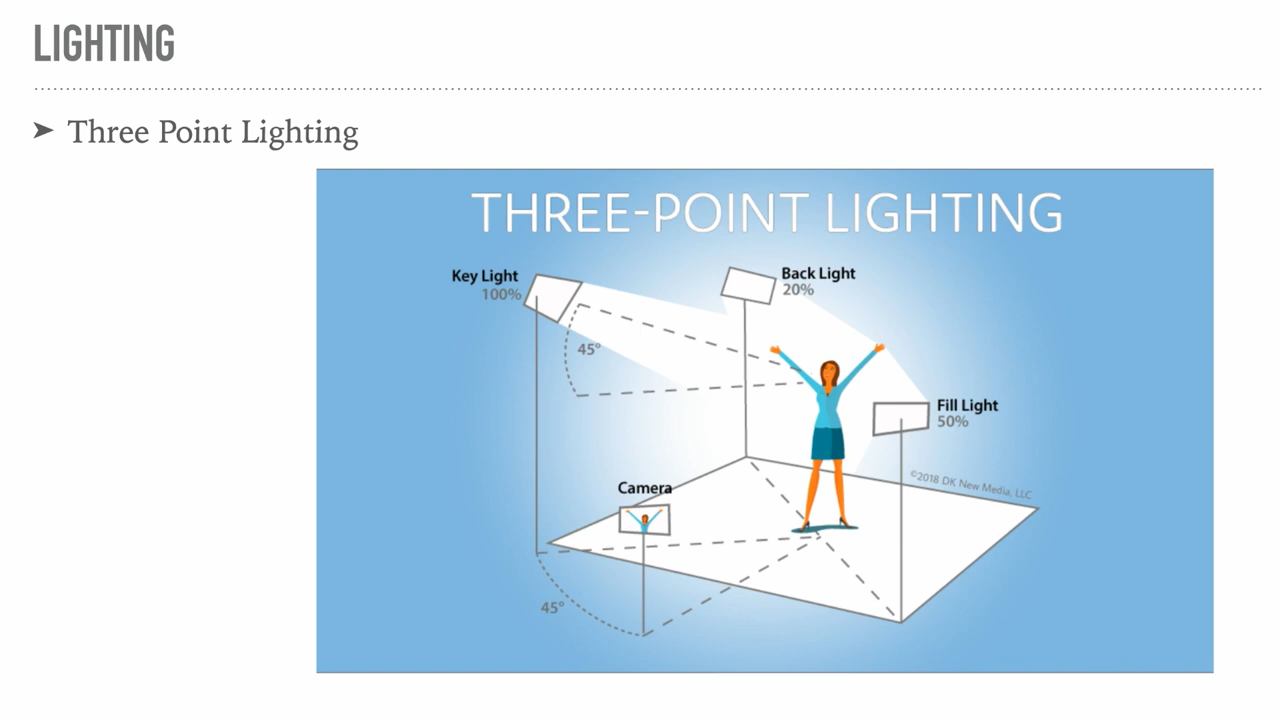 LIGHTING
➤ Three Point Lighting
THREE-POINT LIGHTING
Key Light
100%
Back Light
20%
45°
Fill Light
50%
©2018 DK New Media, LLC
Camera
45°